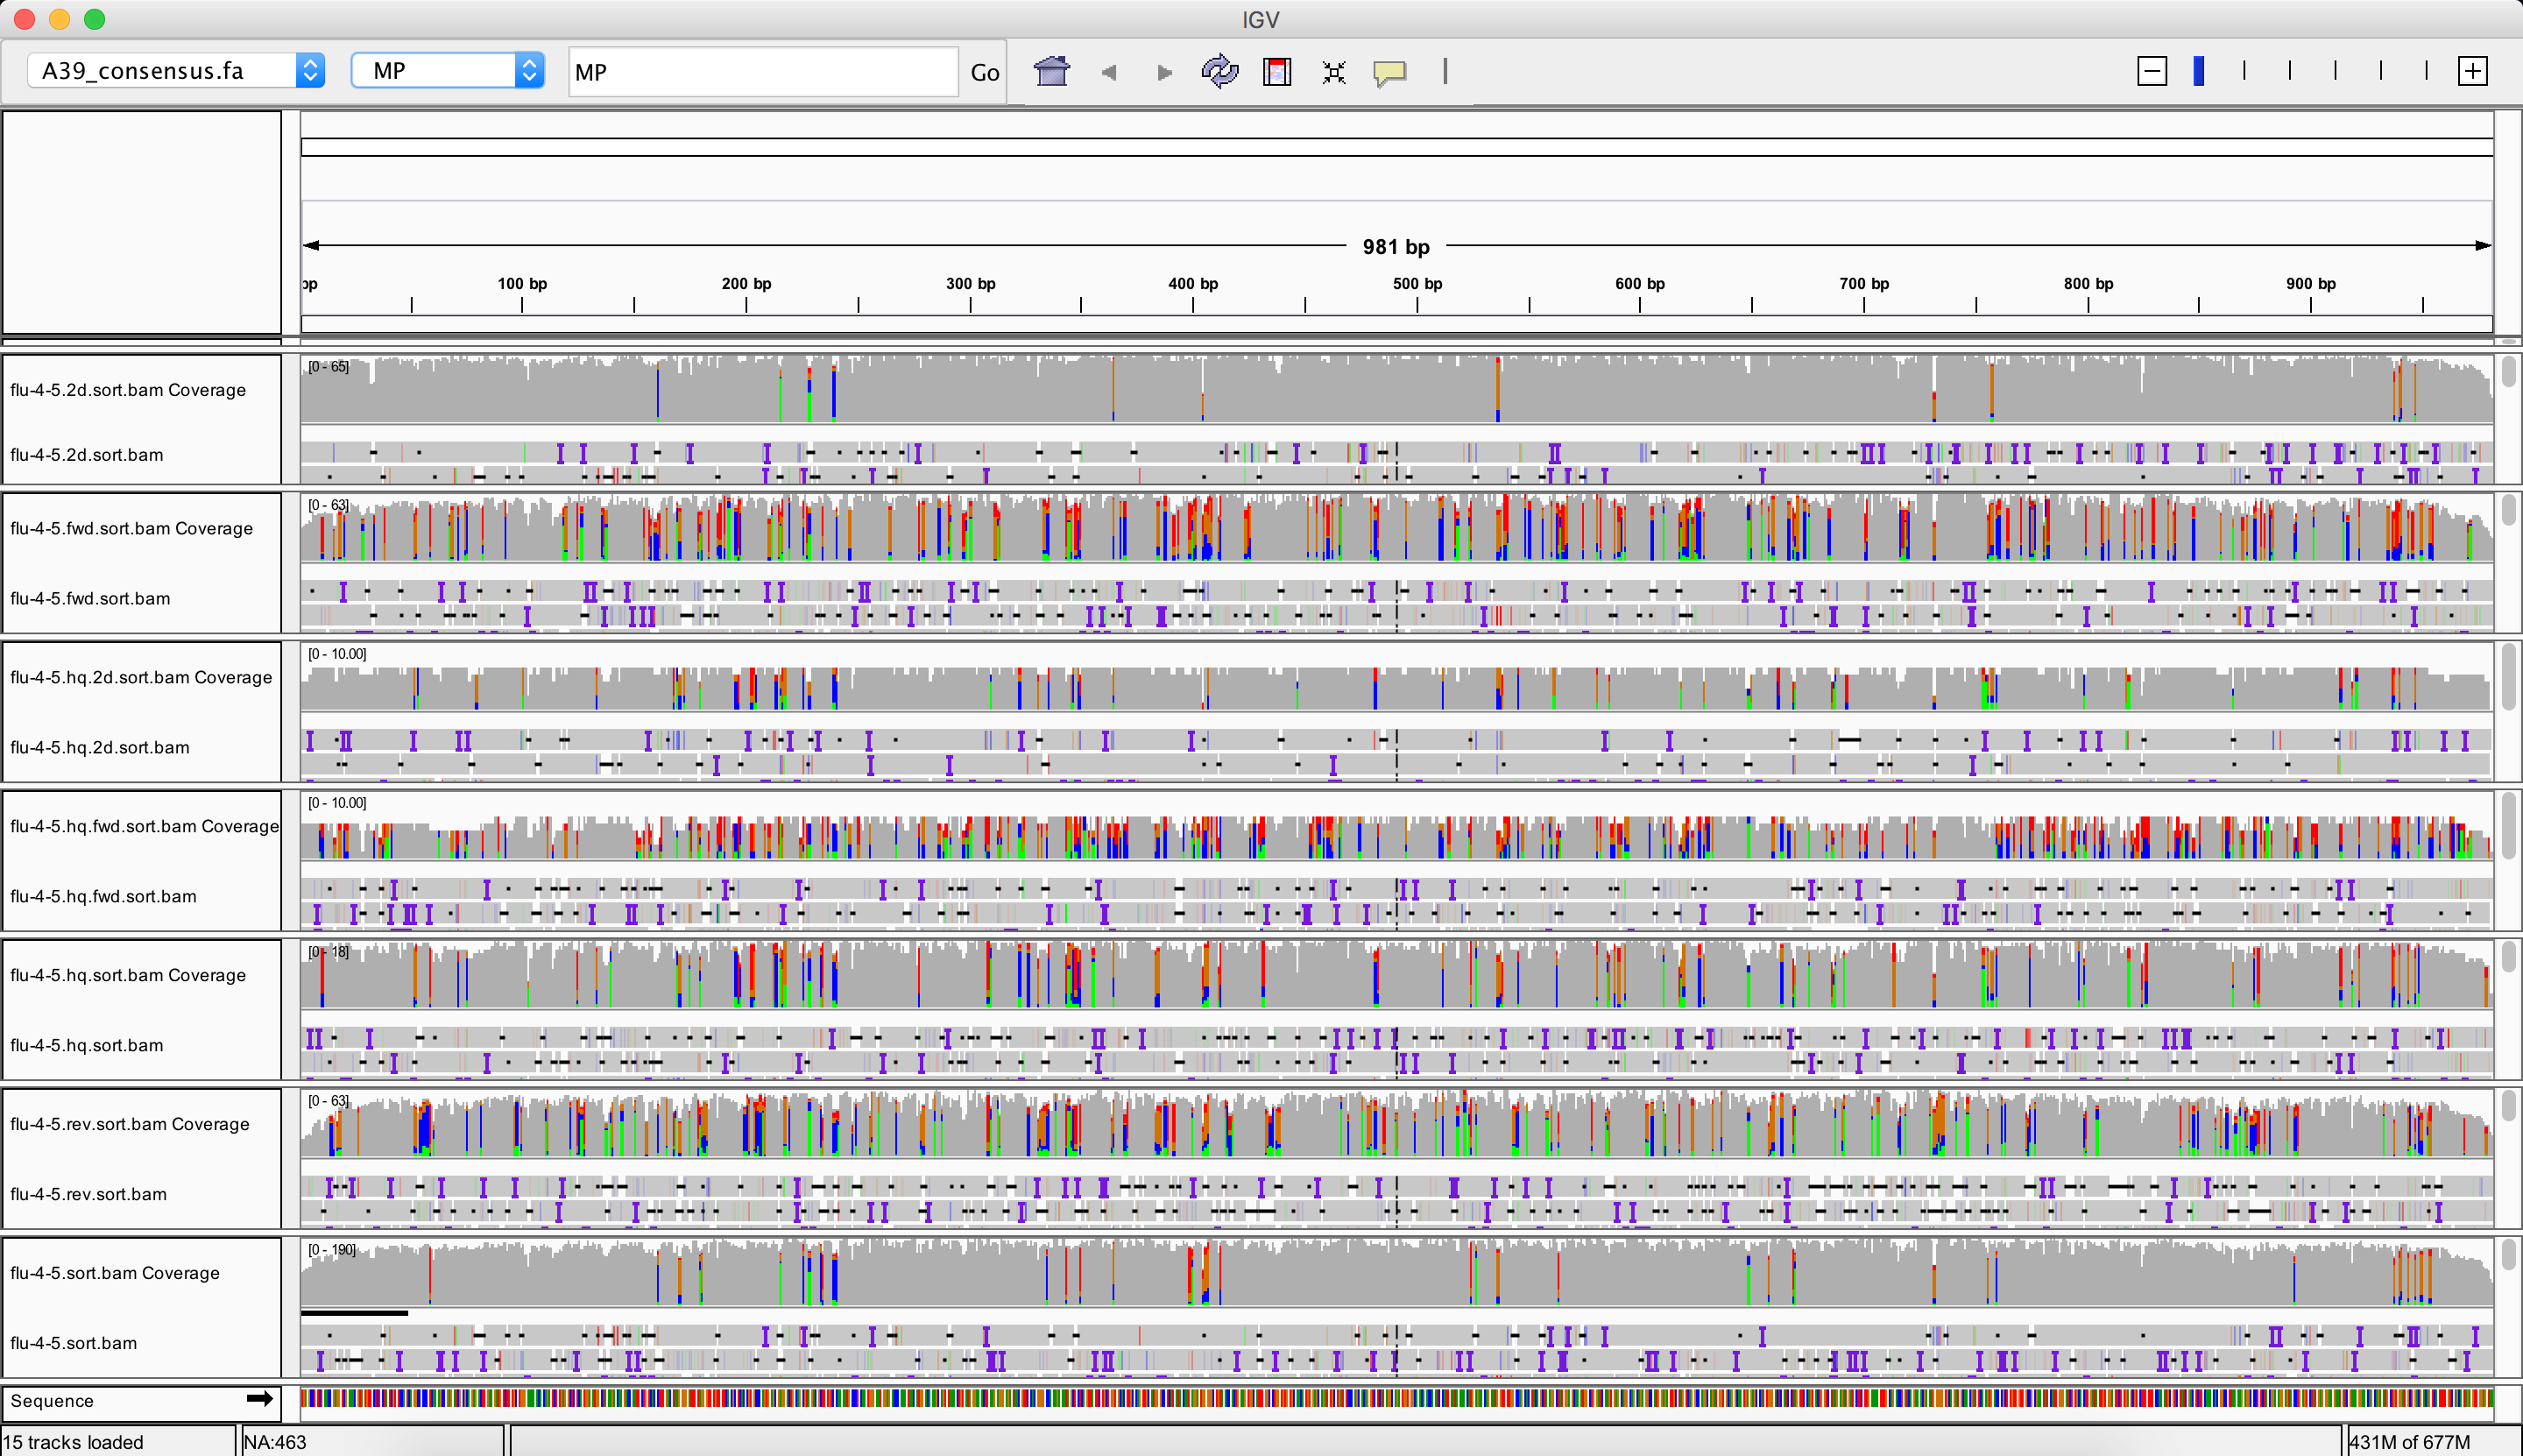 IGV
A39_consensus.fa MP MP Go
981 bp
bp 100 bp 200 bp 300 bp 400 bp 500 bp 600 bp 700 bp 800 bp 900 bp
[0 - 65]
flu-4-5.2d.sort.bam Coverage
flu-4-5.2d.sort.bam
[0 - 63]
flu-4-5.fwd.sort.bam Coverage
flu-4-5.fwd.sort.bam
[0 - 10.00]
flu-4-5.hq.2d.sort.bam Coverage
flu-4-5.hq.2d.sort.bam
[0 - 10.00]
flu-4-5.hq.fwd.sort.bam Coverage
flu-4-5.hq.fwd.sort.bam
[0 - 18]
flu-4-5.hq.sort.bam Coverage
flu-4-5.hq.sort.bam
[0 - 63]
flu-4-5.rev.sort.bam Coverage
flu-4-5.rev.sort.bam
[0 - 190]
flu-4-5.sort.bam Coverage
flu-4-5.sort.bam
Sequence
15 tracks loaded NA:463 431M of 677M